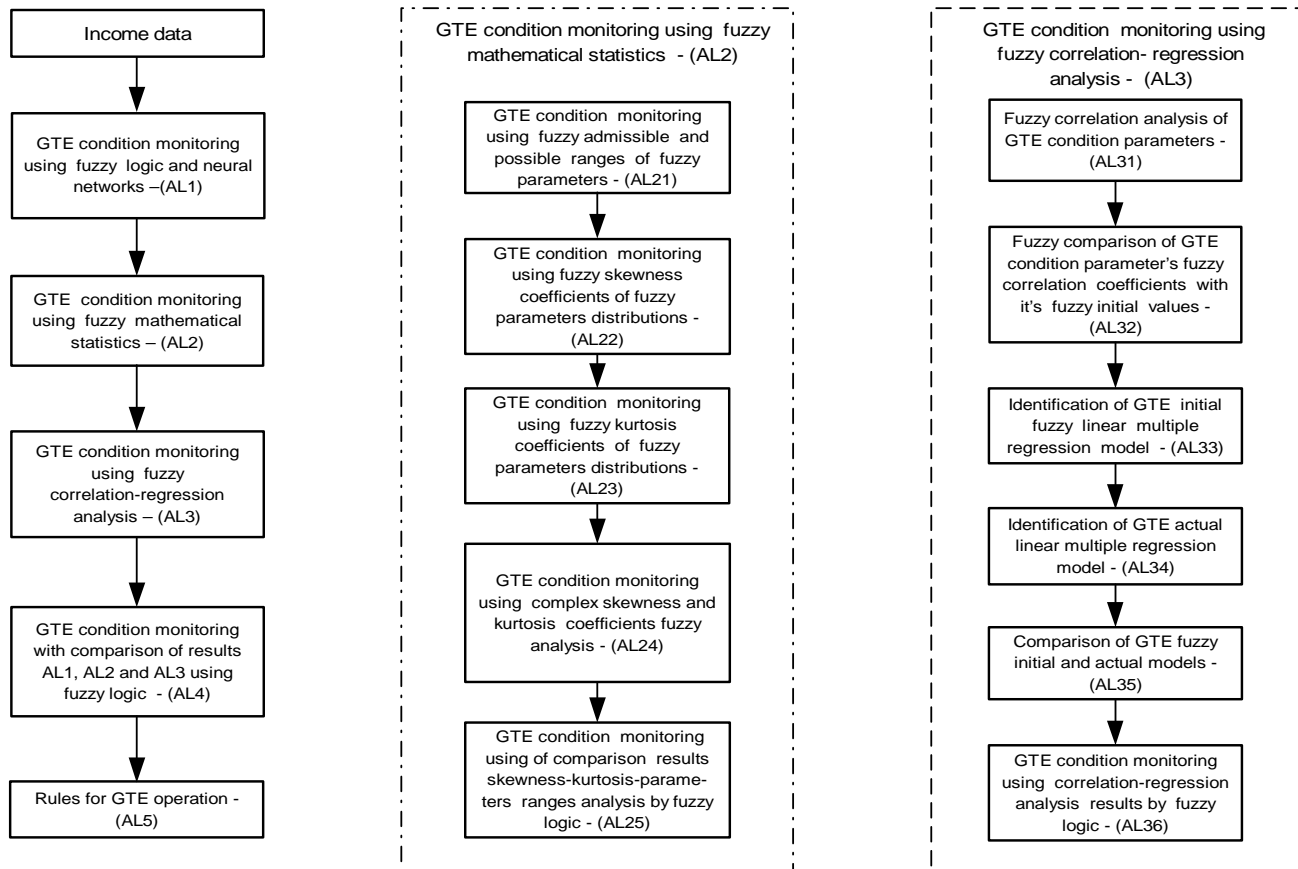 Income data
GTE condition monitoring
using fuzzy logic and neural
networks –(AL1)
GTE condition monitoring
using fuzzy mathematical
statistics – (AL2)
GTE condition monitoring
using fuzzy
correlation-regression
analysis – (AL3)
GTE condition monitoring
with comparison of results
AL1, AL2 and AL3 using
fuzzy logic - (AL4)
Rules for GTE operation -
(AL5)
GTE condition monitoring using fuzzy
mathematical statistics - (AL2)
GTE condition monitoring
using fuzzy admissible and
possible ranges of fuzzy
parameters - (AL21)
GTE condition monitoring
using fuzzy skewness
coefficients of fuzzy
parameters distributions -
(AL22)
GTE condition monitoring
using fuzzy kurtosis
coefficients of fuzzy
parameters distributions -
(AL23)
GTE condition monitoring
using complex skewness and
kurtosis coefficients fuzzy
analysis - (AL24)
GTE condition monitoring
using of comparison results
skewness-kurtosis-parame-
ters ranges analysis by fuzzy
logic - (AL25)
GTE condition monitoring using
fuzzy correlation- regression
analysis - (AL3)
Fuzzy correlation analysis of
GTE condition parameters -
(AL31)
Fuzzy comparison of GTE
condition parameter's fuzzy
correlation coefficients with
it's fuzzy initial values -
(AL32)
Identification of GTE initial
fuzzy linear multiple
regression model - (AL33)
Identification of GTE actual
linear multiple regression
model - (AL34)
Comparison of GTE fuzzy
initial and actual models -
(AL35)
GTE condition monitoring
using correlation-regression
analysis results by fuzzy
logic - (AL36)